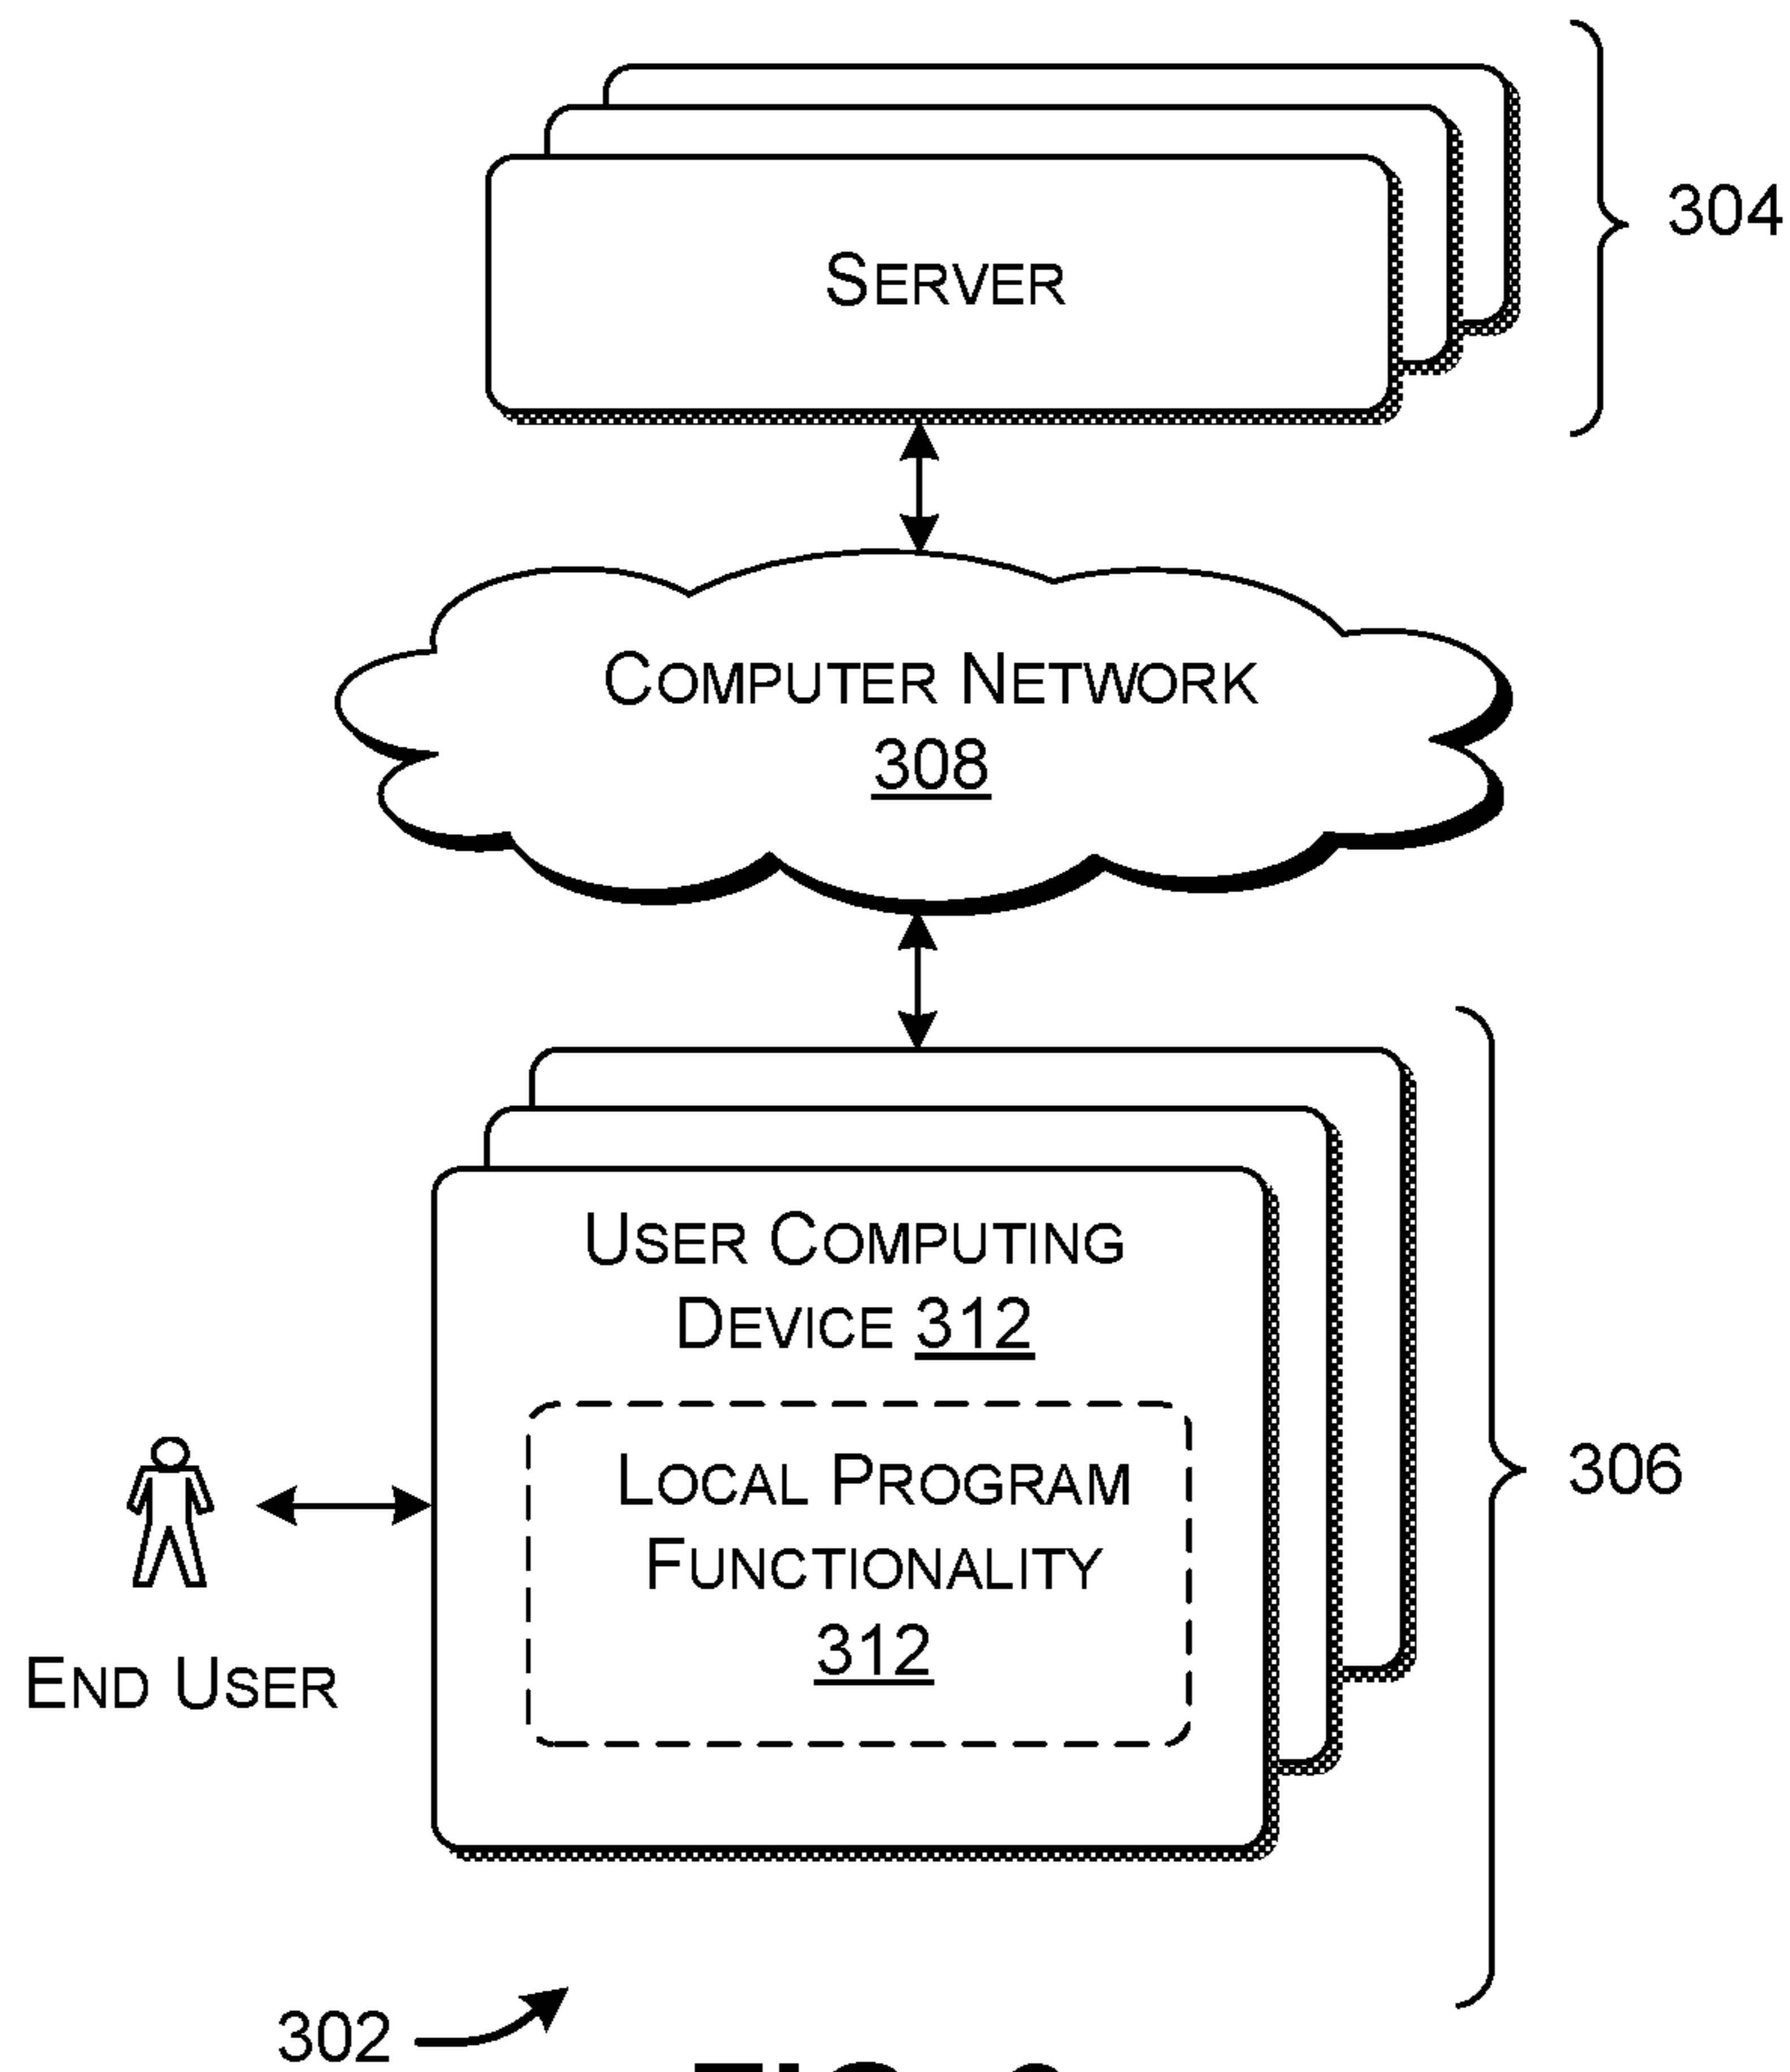 SERVER
304
COMPUTER NETWORK
308
USER COMPUTING
DEVICE 312
LOCAL PROGRAM
FUNCTIONALITY
312
306
END USER
302